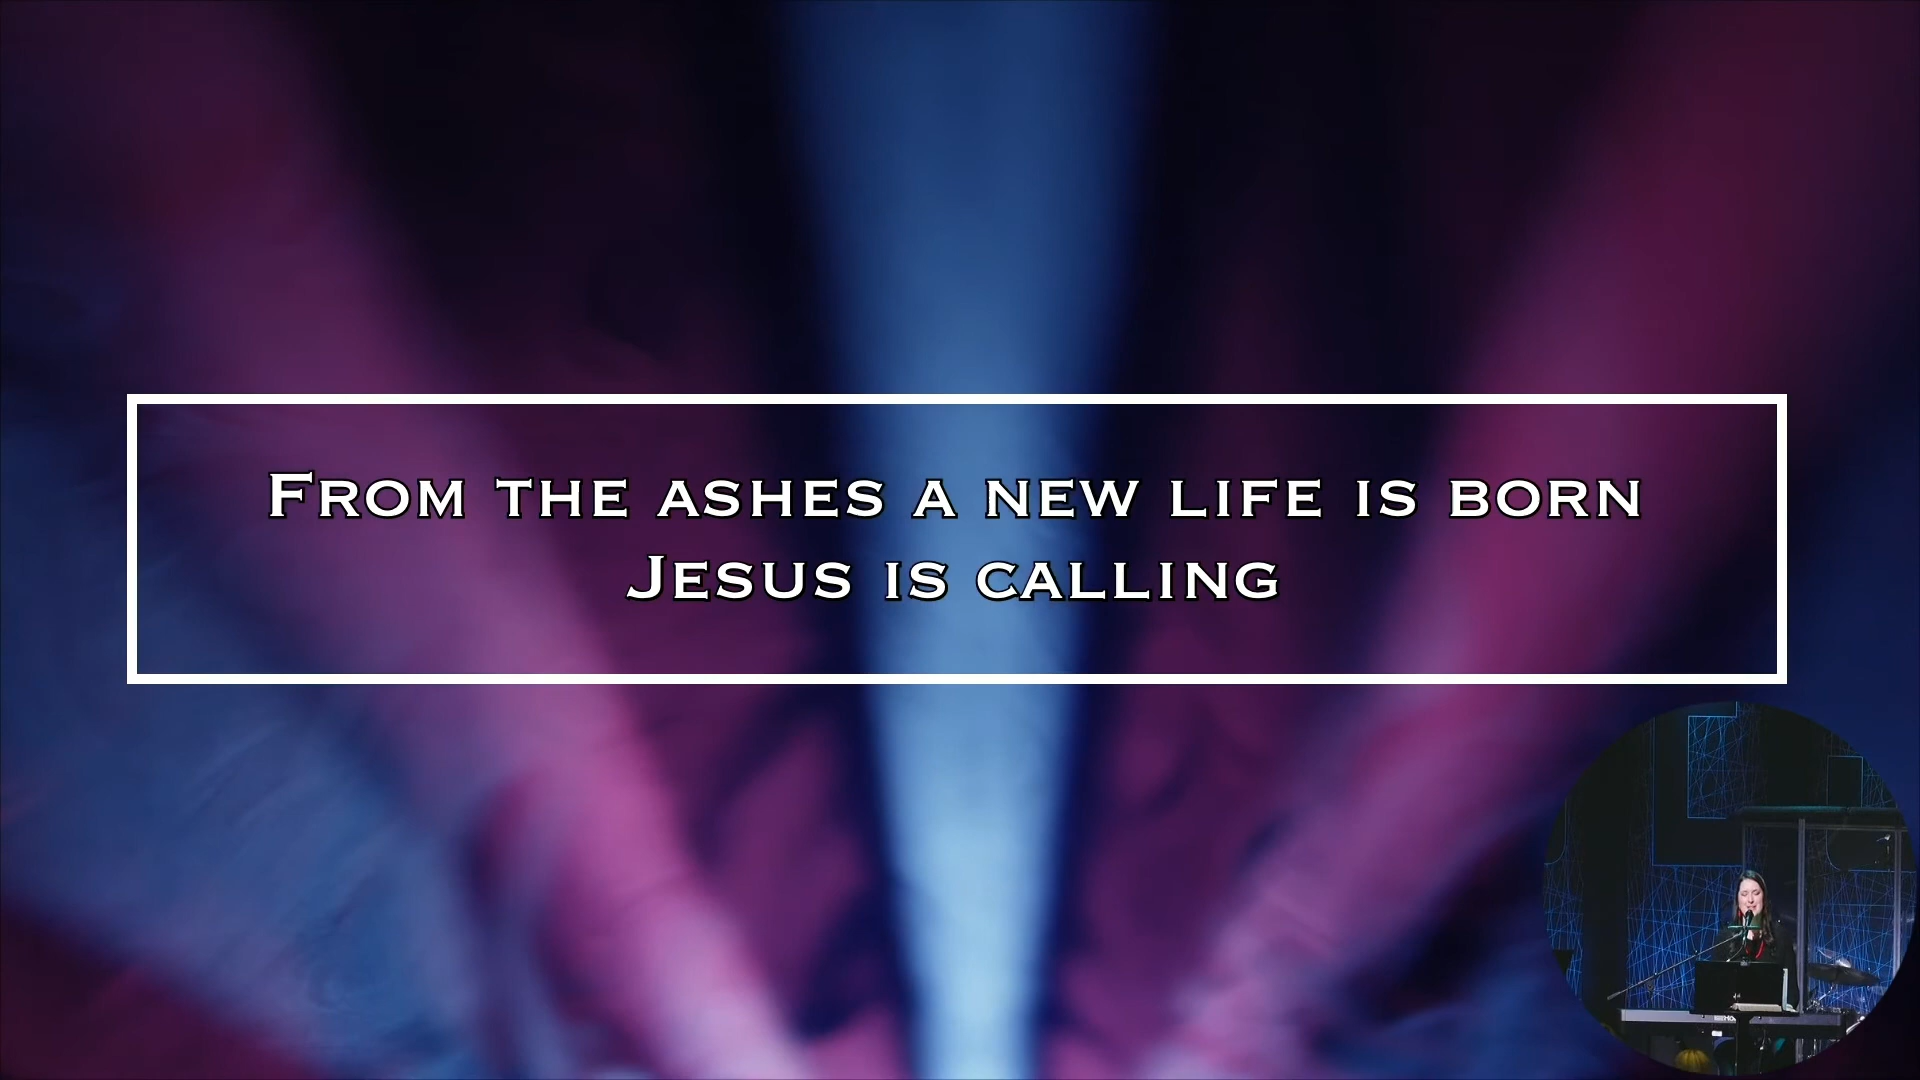 From the ashes a new life is born
Jesus is calling